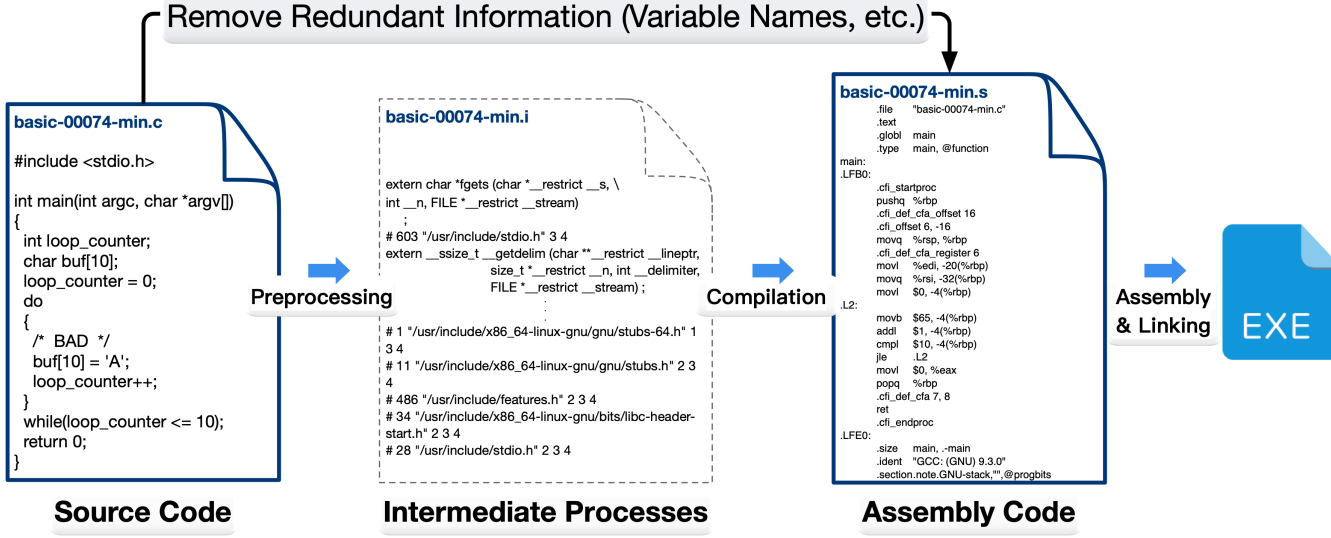 Remove Redundant Information (Variable Names, etc.)
basic-00074-min.c
#include <stdio.h>
int main(int argc, char *argv[])
{
int loop_counter;
char buf[10];
loop_counter = 0;
do
{
/* BAD */
buf[10] = 'A';
loop_counter++;
}
while(loop_counter <= 10);
return 0;
}
Source Code
Preprocessing
basic-00074-min.i
extern char *fgets (char *__restrict __s, \
int __n, FILE *__restrict __stream)
;
# 603 "/usr/include/stdio.h" 3 4
extern __ssize_t __getdelim (char **__restrict __lineptr,
size_t *__restrict __n, int __delimiter,
FILE *__restrict __stream) ;
.
.
.
# 1 "/usr/include/x86_64-linux-gnu/gnu/stubs-64.h" 1
3 4
# 11 "/usr/include/x86_64-linux-gnu/gnu/stubs.h" 2 3
4
# 486 "/usr/include/features.h" 2 3 4
# 34 "/usr/include/x86_64-linux-gnu/bits/libc-header-
start.h" 2 3 4
# 28 "/usr/include/stdio.h" 2 3 4
Intermediate Processes
Compilation
basic-00074-min.s
.file "basic-00074-min.c"
.text
.globl main
.type main, @function
main:
.LFB0:
.cfi_startproc
pushq %rbp
.cfi_def_cfa_offset 16
.cfi_offset 6, -16
movq %rsp, %rbp
.cfi_def_cfa_register 6
movl %edi, -20(%rbp)
movq %rsi, -32(%rbp)
movl $0, -4(%rbp)
.L2:
movb $65, -4(%rbp)
addl $1, -4(%rbp)
cmpl $10, -4(%rbp)
jle .L2
movl $0, %eax
popq %rbp
.cfi_def_cfa 7, 8
ret
.cfi_endproc
.LFE0:
.size main, .-main
.ident "GCC: (GNU) 9.3.0"
.section.note.GNU-stack,"",@progbits
Assembly Code
Assembly
& Linking
EXE